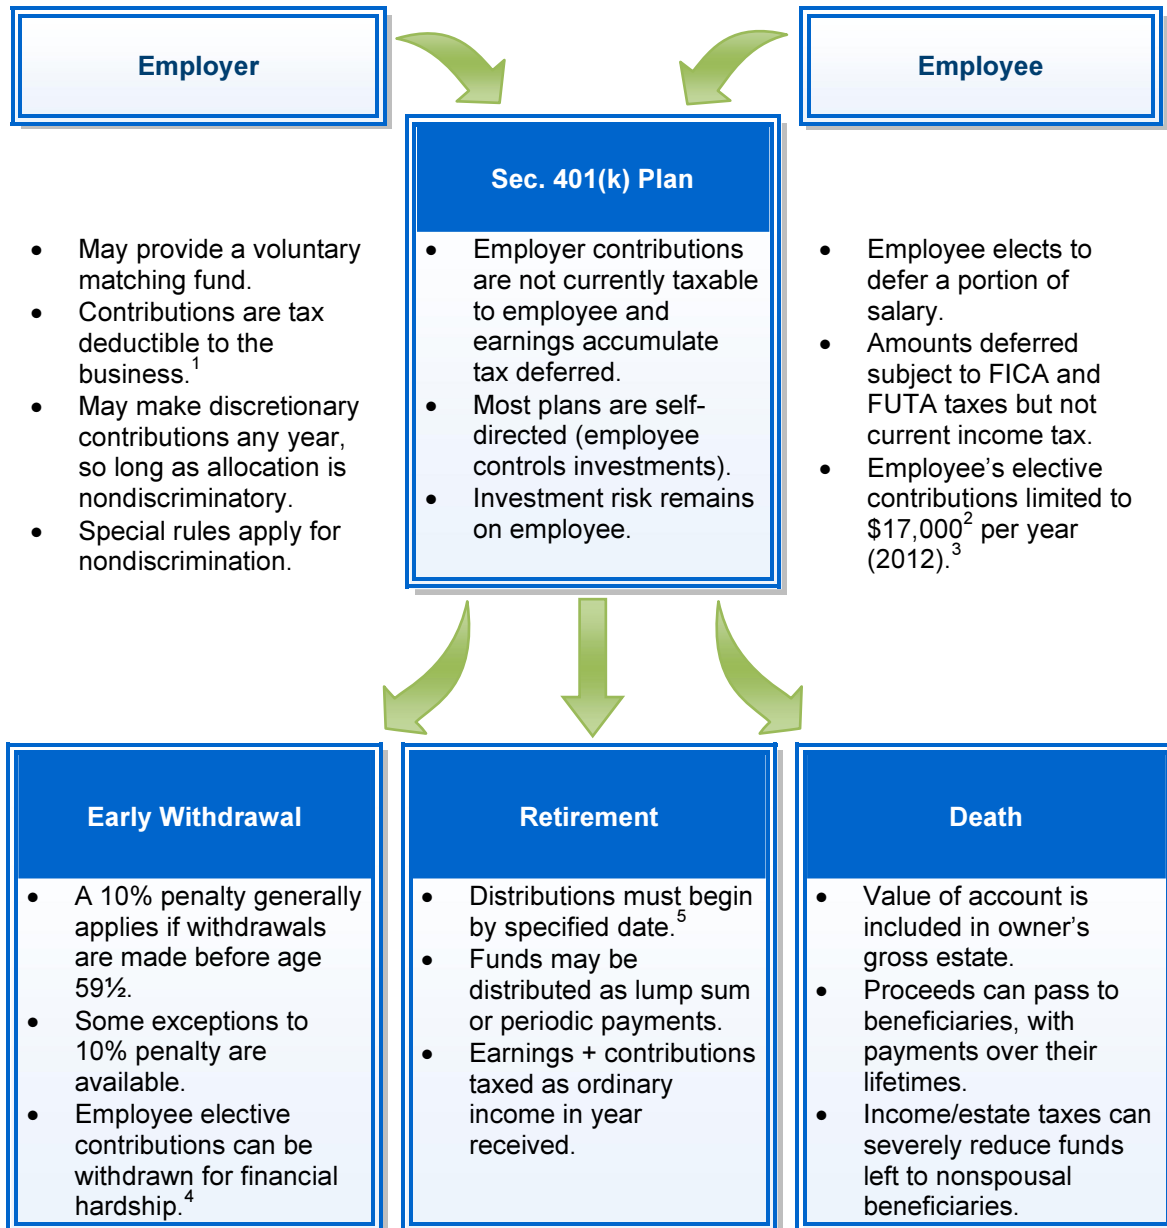 Employer
Employee
Sec. 401(k) Plan
• May provide a voluntary
matching fund.
• Contributions are tax
deductible to the
business.1
• May make discretionary
contributions any year,
so long as allocation is
nondiscriminatory.
• Special rules apply for
nondiscrimination.
• Employer contributions
are not currently taxable
to employee and
earnings accumulate
tax deferred.
• Most plans are self-
directed (employee
controls investments).
• Investment risk remains
on employee.
• Employee elects to
defer a portion of
salary.
• Amounts deferred
subject to FICA and
FUTA taxes but not
current income tax.
• Employee’s elective
contributions limited to
$17,0002 per year
(2012).3
Early Withdrawal
• A 10% penalty generally
applies if withdrawals
are made before age
59½.
• Some exceptions to
10% penalty are
available.
• Employee elective
contributions can be
withdrawn for financial
hardship.4
Retirement
• Distributions must begin
by specified date.5
• Funds may be
distributed as lump sum
or periodic payments.
• Earnings + contributions
taxed as ordinary
income in year
received.
Death
• Value of account is
included in owner’s
gross estate.
• Proceeds can pass to
beneficiaries, with
payments over their
lifetimes.
• Income/estate taxes can
severely reduce funds
left to nonspousal
beneficiaries.